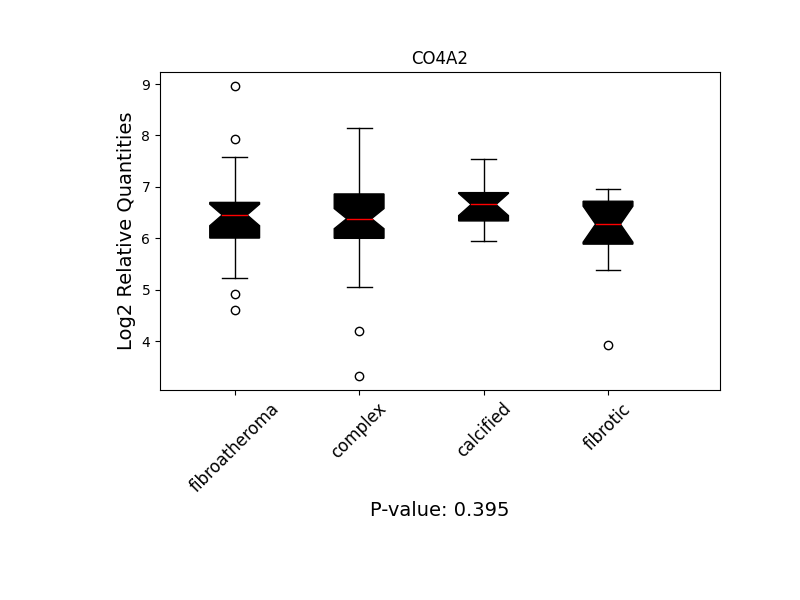 CO4A2
Log2 Relative Quantities
9
8
7
6
5
4
fibroatheroma
complex
calcified
fibrotic
P-value: 0.395